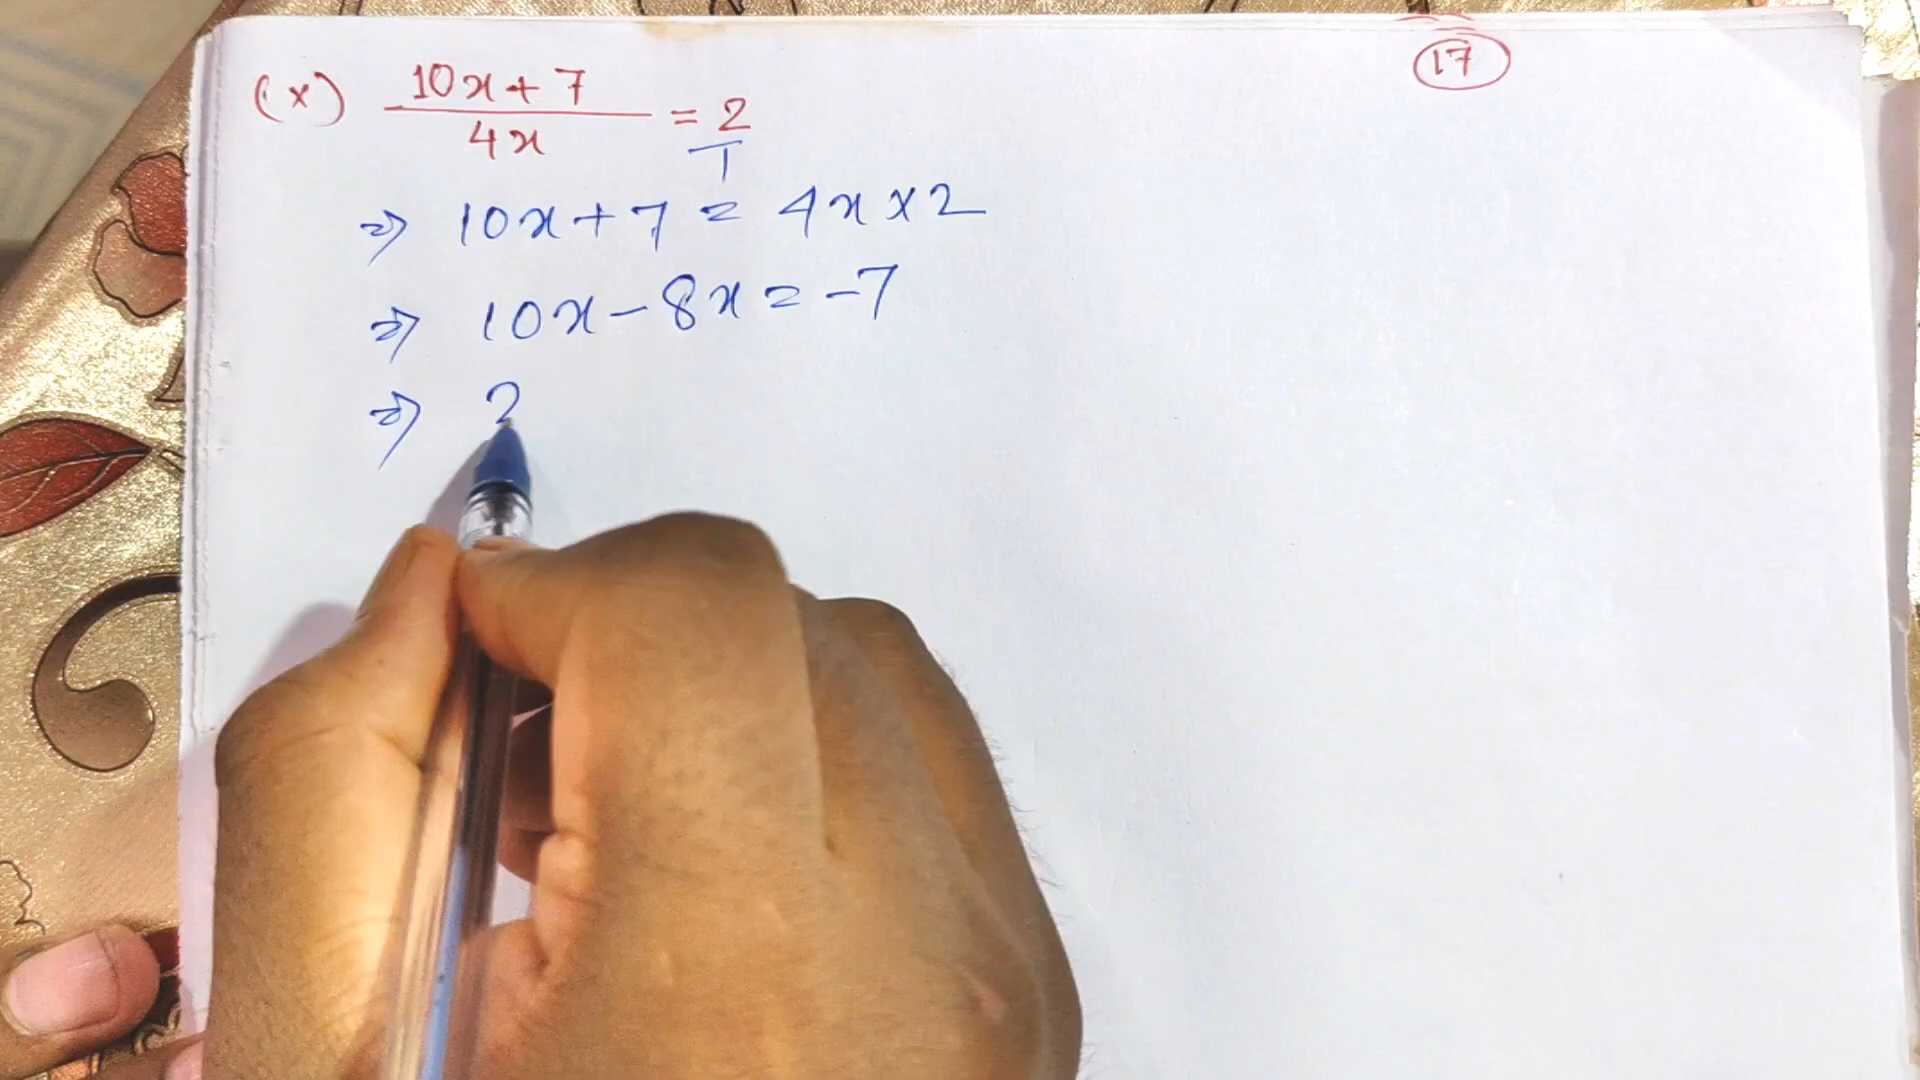 17
(x) 10x+7/4x = 2/1
⇒ 10x+7 = 4x×2
⇒ 10x-8x = -7
⇒ 2